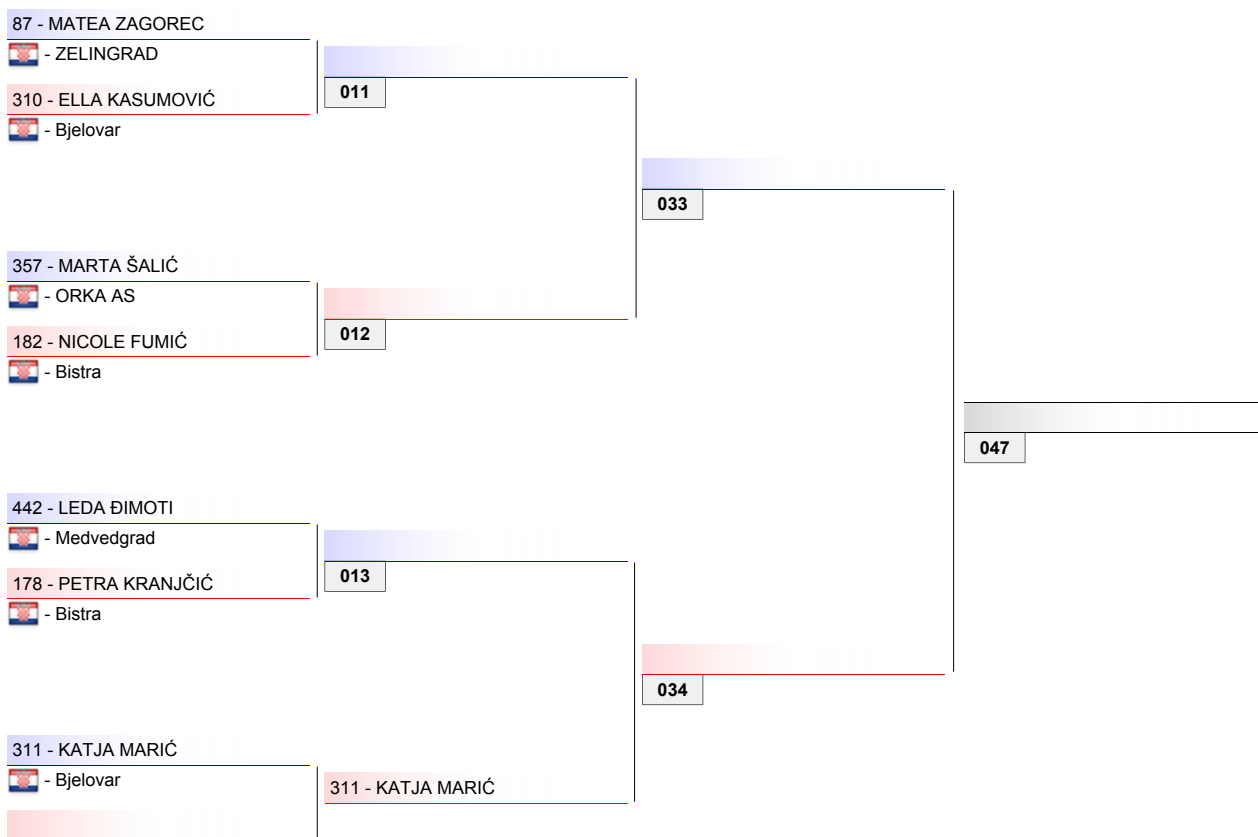 87 - MATEA ZAGOREC
- ZELINGRAD
310 - ELLA KASUMOVIĆ
- Bjelovar
011
033
357 - MARTA ŠALIĆ
- ORKA AS
182 - NICOLE FUMIĆ
- Bistra
012
047
442 - LEDA ĐIMOTI
- Medvedgrad
178 - PETRA KRANJČIĆ
- Bistra
013
034
311 - KATJA MARIĆ
- Bjelovar
311 - KATJA MARIĆ